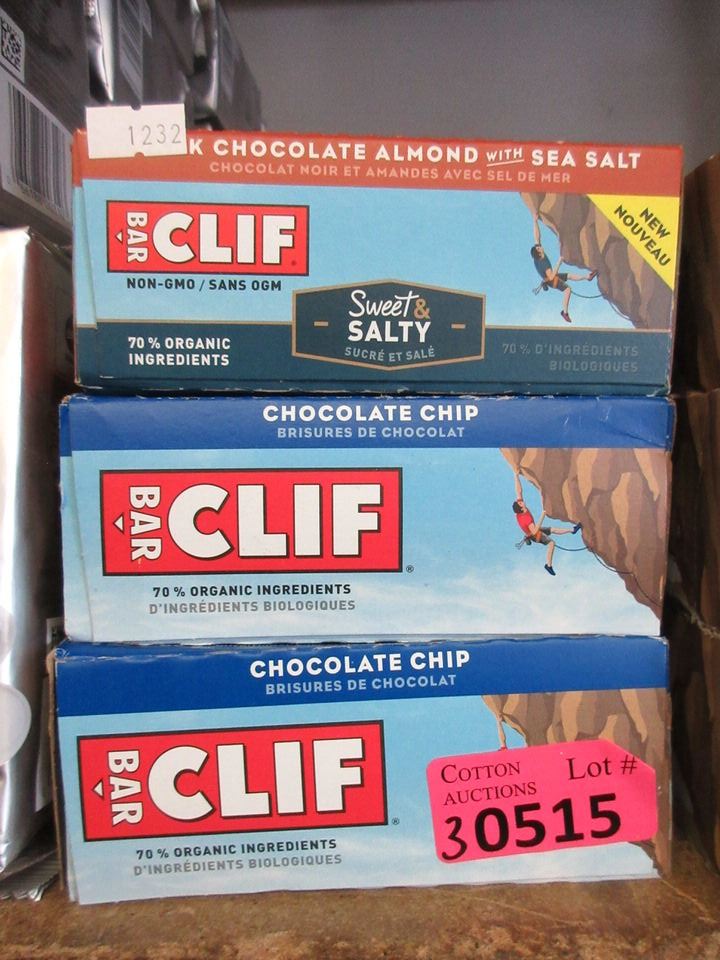 1232
K CHOCOLATE ALMOND WITH SEA SALT
CHOCOLAT NOIR ET AMANDES AVEC SEL DE MER
NEW
NOUVEAU
CLIF BAR
NON-GMO / SANS OGM
Sweet &
SALTY
SUCRÉ ET SALÉ
70 % ORGANIC
INGREDIENTS
70 % D'INGRÉDIENTS
BIOLOGIQUES
CHOCOLATE CHIP
BRISURES DE CHOCOLAT
CLIF BAR®
70 % ORGANIC INGREDIENTS
D'INGRÉDIENTS BIOLOGIQUES
CHOCOLATE CHIP
BRISURES DE CHOCOLAT
CLIF BAR®
70 % ORGANIC INGREDIENTS
D'INGRÉDIENTS BIOLOGIQUES
COTTON
AUCTIONS
Lot #
30515